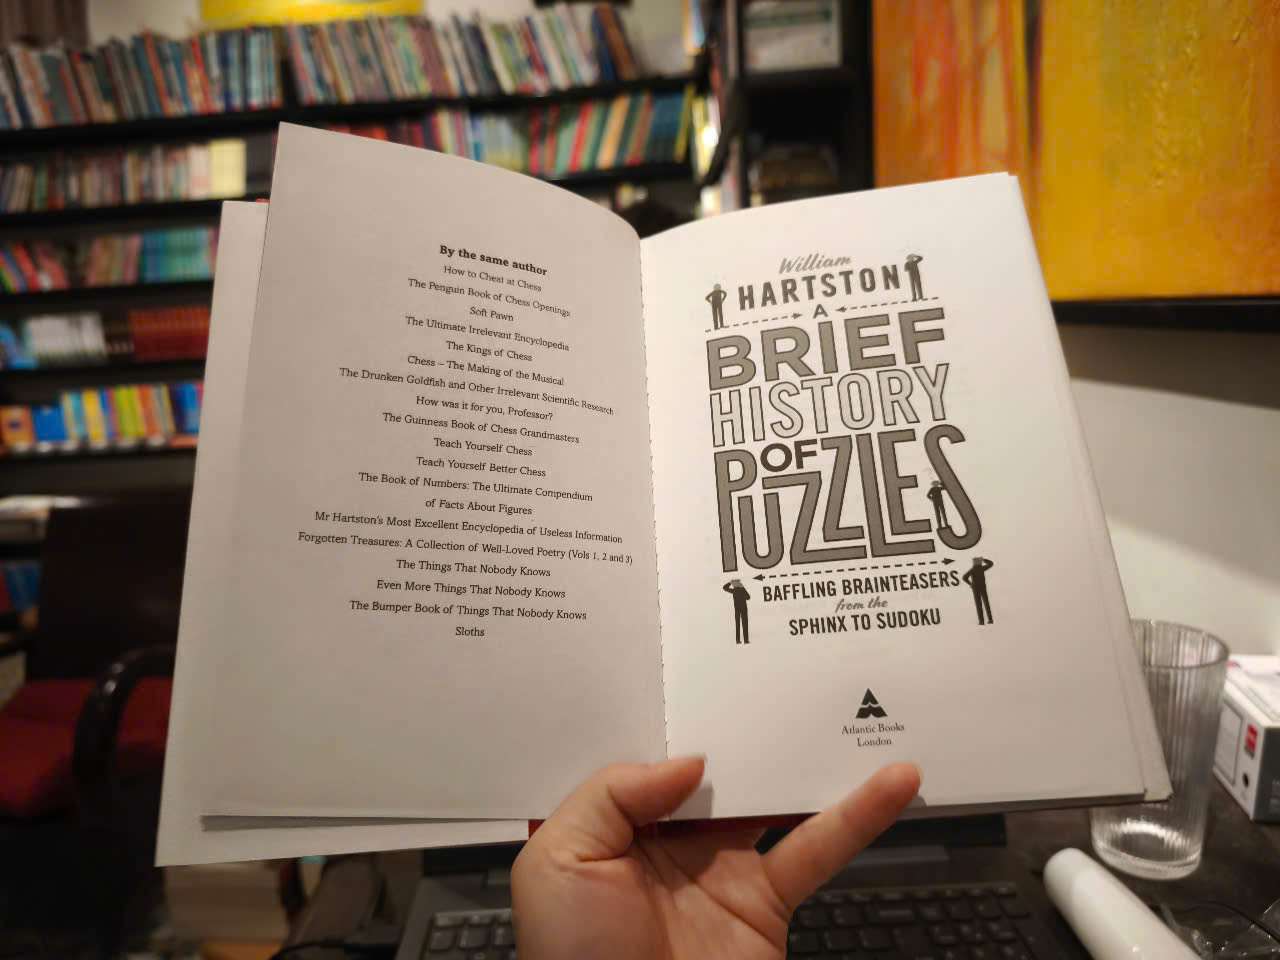 By the same author
How to Cheat at Chess
The Penguin Book of Chess Openings
Soft Pawn
The Ultimate Irrelevant Encyclopedia
The Kings of Chess
Chess – The Making of the Musical
The Drunken Goldfish and Other Irrelevant Scientific Research
How was it for you, Professor?
The Guinness Book of Chess Grandmasters
Teach Yourself Chess
Teach Yourself Better Chess
The Book of Numbers: The Ultimate Compendium
of Facts About Figures
Mr Hartston's Most Excellent Encyclopedia of Useless Information
Forgotten Treasures: A Collection of Well-Loved Poetry (Vols 1, 2 and 3)
The Things That Nobody Knows
Even More Things That Nobody Knows
The Bumper Book of Things That Nobody Knows
Sloths
William
HARTSTON
A
BRIEF
HISTORY
OF
PUZZLES
BAFFLING BRAINTEASERS
from the
SPHINX TO SUDOKU
Atlantic Books
London